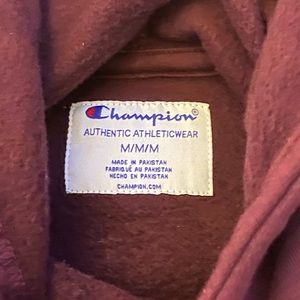 Champion®
AUTHENTIC ATHLETICWEAR
M/M/M
MADE IN PAKISTAN
FABRIQUÉ AU PAKISTAN
HECHO EN PAKISTAN
CHAMPION.COM